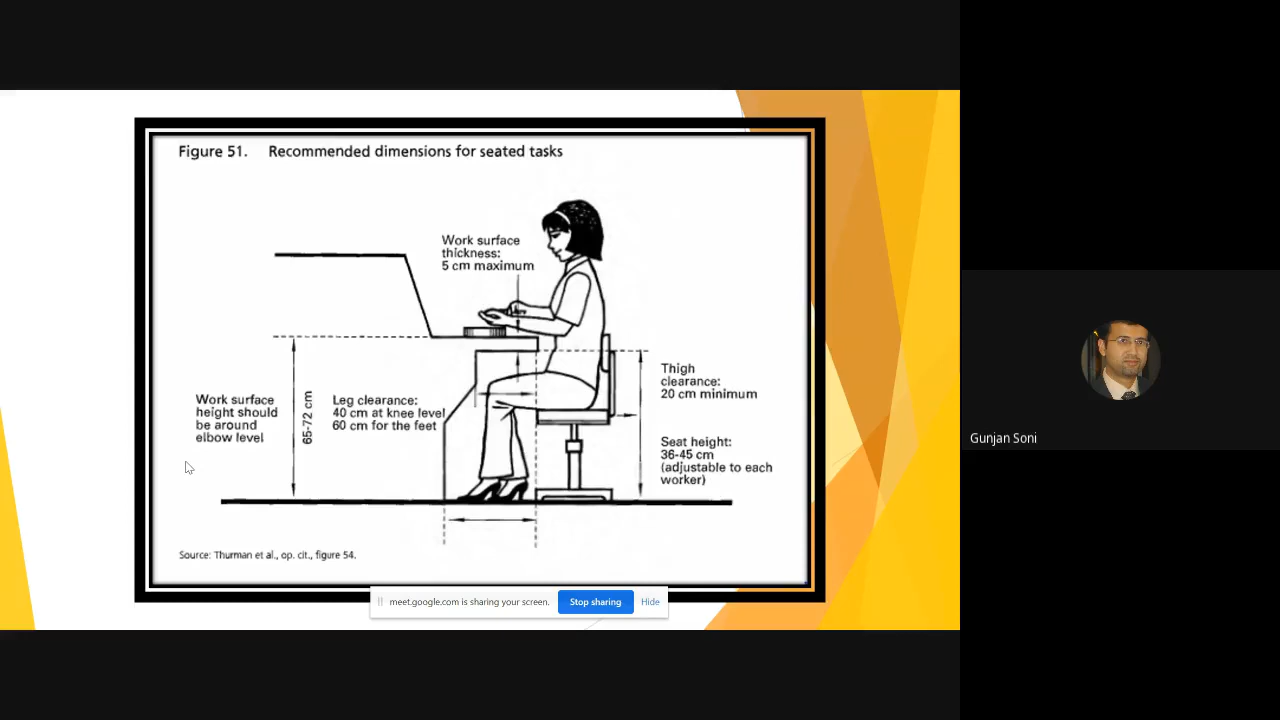 Figure 51. Recommended dimensions for seated tasks
Work surface
thickness:
5 cm maximum
Work surface
height should
be around
elbow level
65-72 cm
Leg clearance:
40 cm at knee level
60 cm for the feet
Thigh
clearance:
20 cm minimum
Seat height:
36-45 cm
(adjustable to each
worker)
Source: Thurman et al., op. cit., figure 54.
meet.google.com is sharing your screen. Stop sharing Hide
Gunjan Soni